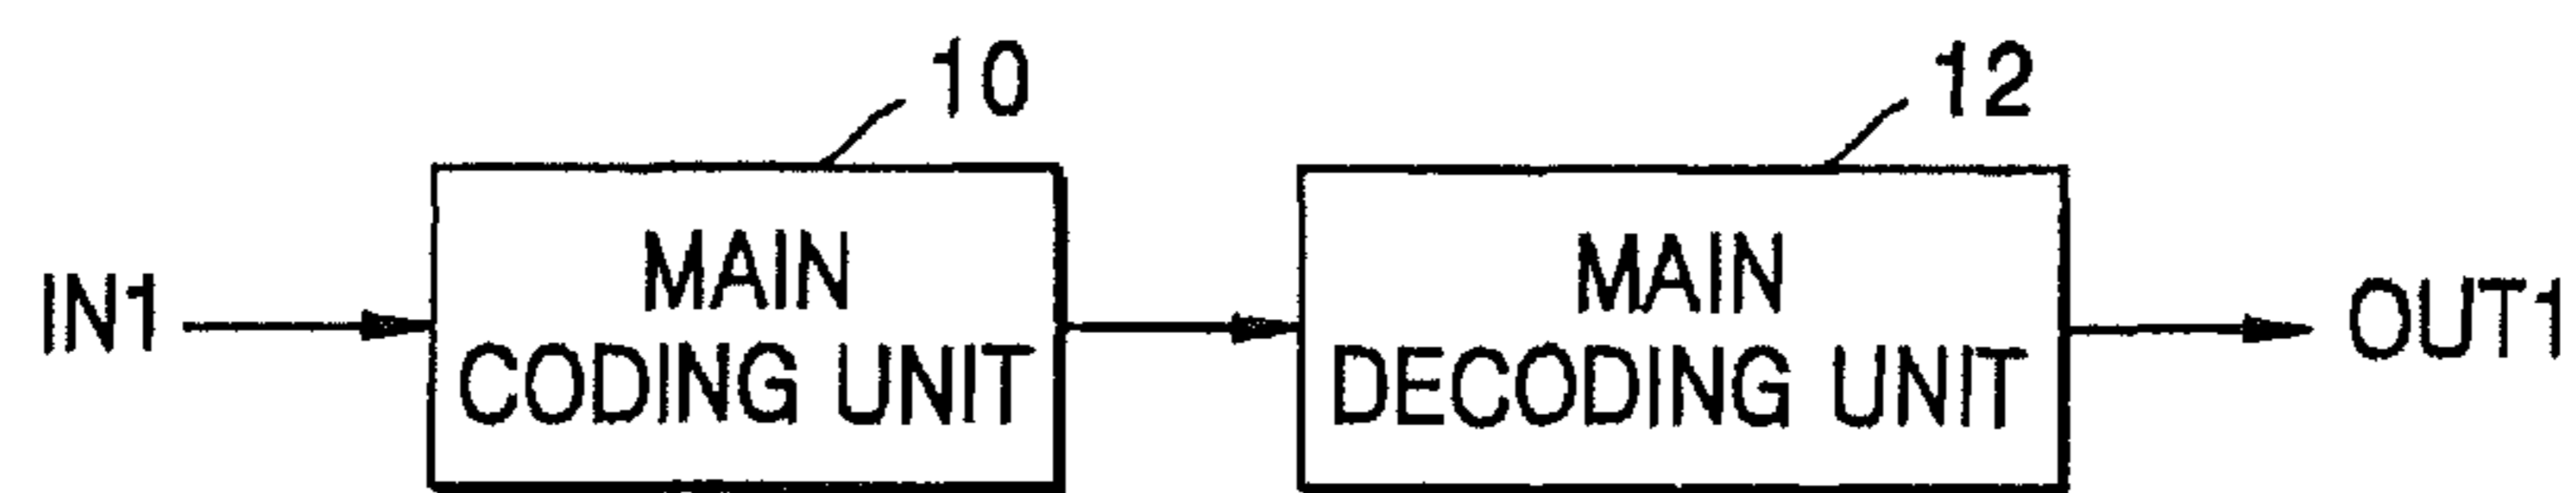 10
12
IN1
MAIN
CODING UNIT
MAIN
DECODING UNIT
OUT1